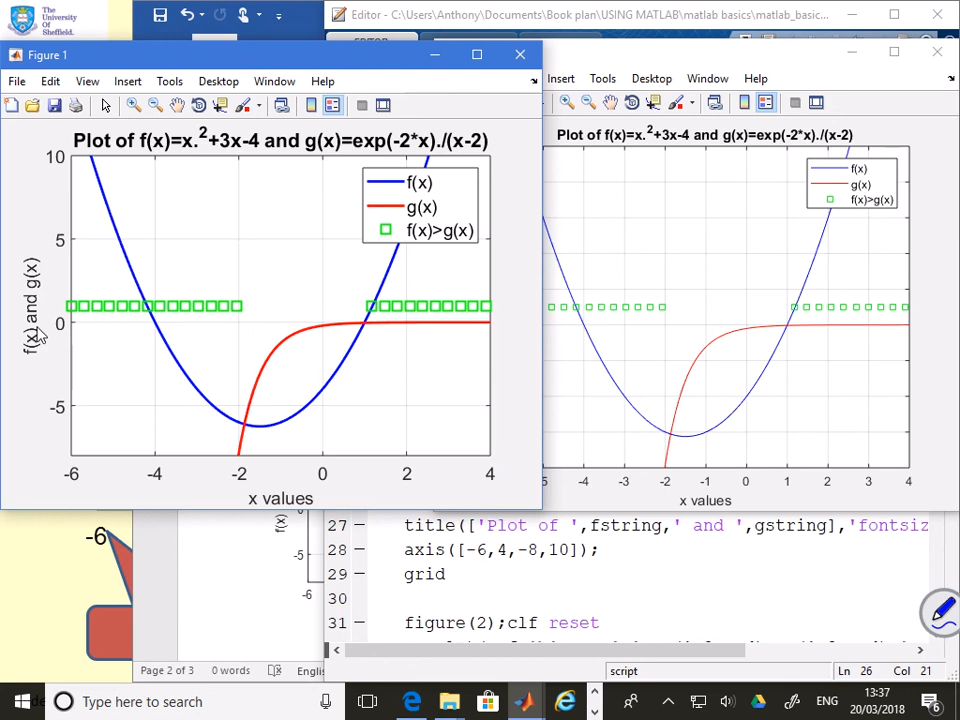 The
University
Of
Sheffield.
Editor - C:\Users\Anthony\Documents\Book plan\USING MATLAB\matlab basics\matlab_basic...
Figure 1
File Edit View Insert Tools Desktop Window Help
Insert Tools Desktop Window Help
Plot of f(x)=x.^2+3x-4 and g(x)=exp(-2*x)./(x-2)
10
5
0
-5
f(x) and g(x)
f(x)
g(x)
f(x)>g(x)
-6 -4 -2 0 2 4
x values
Plot of f(x)=x.^2+3x-4 and g(x)=exp(-2*x)./(x-2)
f(x)
g(x)
f(x)>g(x)
5 -4 -3 -2 -1 0 1 2 3 4
x values
-6
f(x)
-5
-6
27 title(['Plot of ',fstring,' and ',gstring],'fontsiz
28 axis([-6,4,-8,10]);
29 grid
30
31 figure(2);clf reset
Page 2 of 3 0 words Englis
script Ln 26 Col 21
Type here to search
ENG
13:37
20/03/2018
6